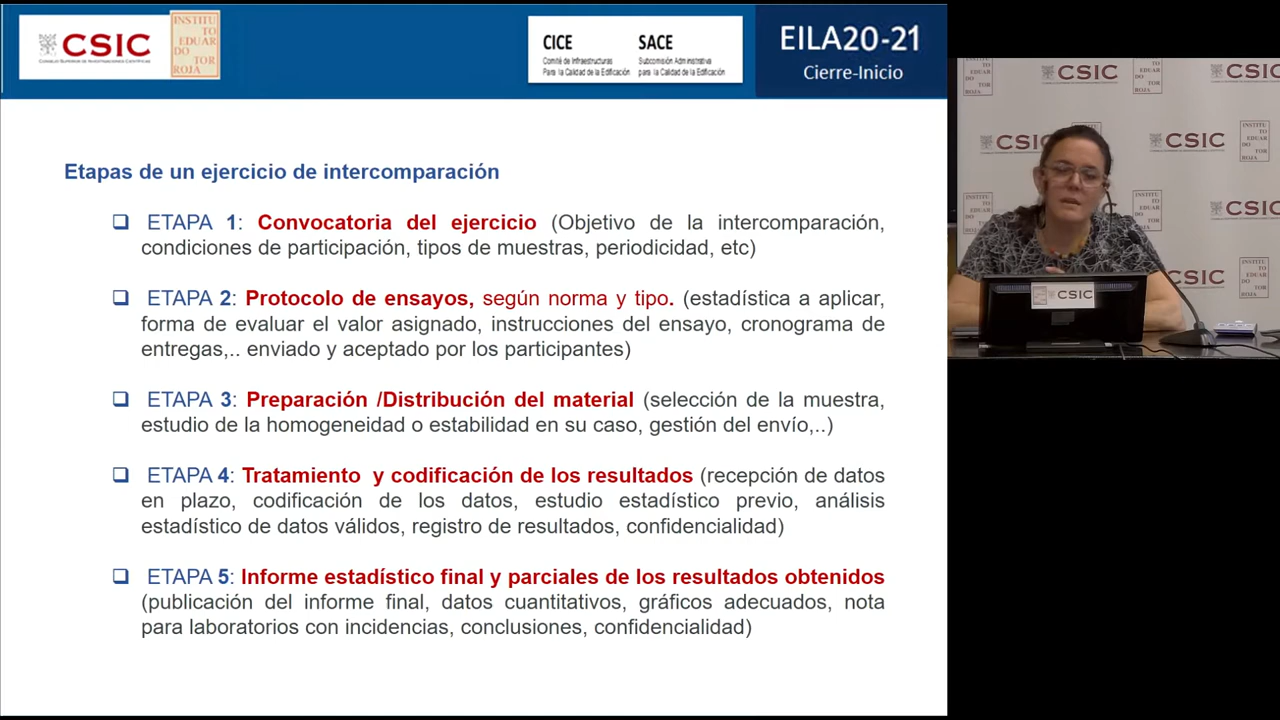 CSIC
CONSEJO SUPERIOR DE INVESTIGACIONES CIENTÍFICAS
INSTITU
TO
EDUAR
DO
TOR
ROJA
CICE
Comité de Infraestructuras
Para la Calidad de la Edificación
SACE
Subcomisión Administrativa
para la Calidad de la Edificación
EILA20-21
Cierre-Inicio
Etapas de un ejercicio de intercomparación
❑ ETAPA 1: Convocatoria del ejercicio (Objetivo de la intercomparación,
condiciones de participación, tipos de muestras, periodicidad, etc)
❑ ETAPA 2: Protocolo de ensayos, según norma y tipo. (estadística a aplicar,
forma de evaluar el valor asignado, instrucciones del ensayo, cronograma de
entregas,.. enviado y aceptado por los participantes)
❑ ETAPA 3: Preparación /Distribución del material (selección de la muestra,
estudio de la homogeneidad o estabilidad en su caso, gestión del envío,..)
❑ ETAPA 4: Tratamiento y codificación de los resultados (recepción de datos
en plazo, codificación de los datos, estudio estadístico previo, análisis
estadístico de datos válidos, registro de resultados, confidencialidad)
❑ ETAPA 5: Informe estadístico final y parciales de los resultados obtenidos
(publicación del informe final, datos cuantitativos, gráficos adecuados, nota
para laboratorios con incidencias, conclusiones, confidencialidad)
CSIC
CSIC
CSIC
CSIC
CSIC
CSIC
CSIC